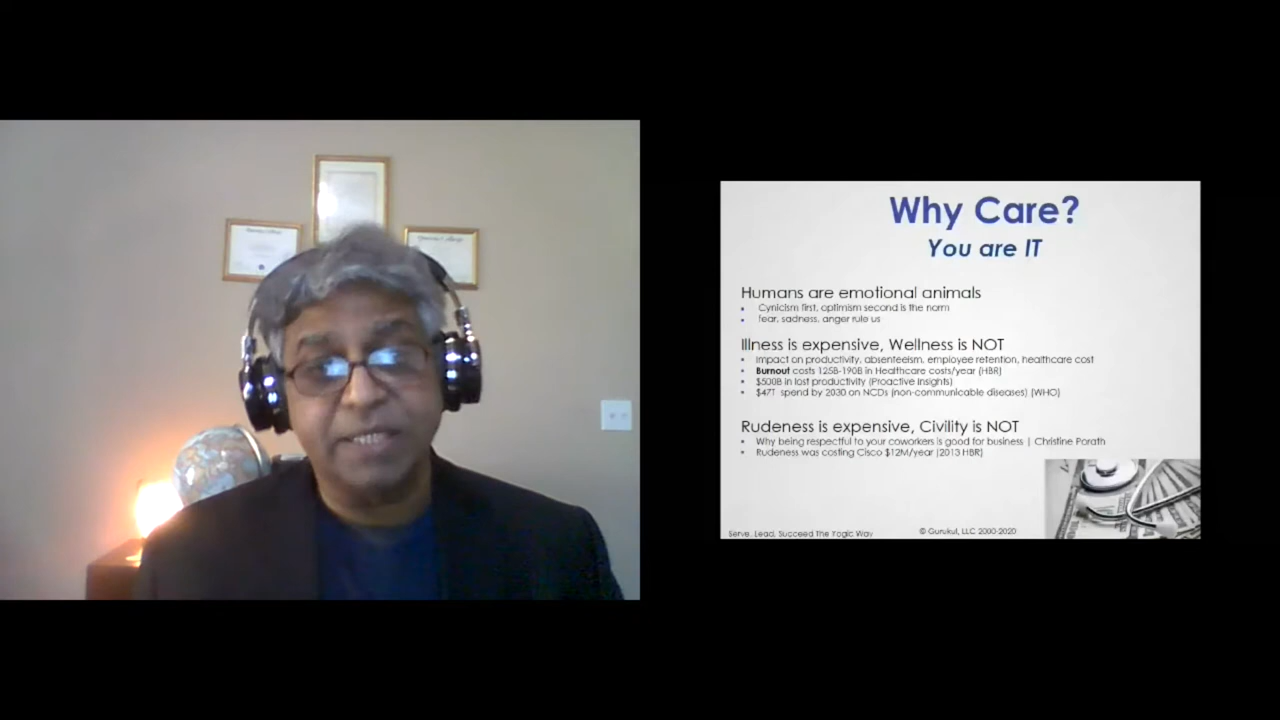 Why Care?
You are IT
Humans are emotional animals
• Cynicism first, optimism second is the norm
• fear, sadness, anger rule us
Illness is expensive, Wellness is NOT
• Impact on productivity, absenteeism, employee retention, healthcare cost
• Burnout costs 125B-190B in Healthcare costs/year (HBR)
• $500B in lost productivity (Proactive Insights)
• $47T spend by 2030 on NCDs (non-communicable diseases) (WHO)
Rudeness is expensive, Civility is NOT
• Why being respectful to your coworkers is good for business | Christine Porath
• Rudeness was costing Cisco $12M/year (2013 HBR)
Serve, Lead, Succeed The Yogic Way
© Gurukul, LLC 2000-2020